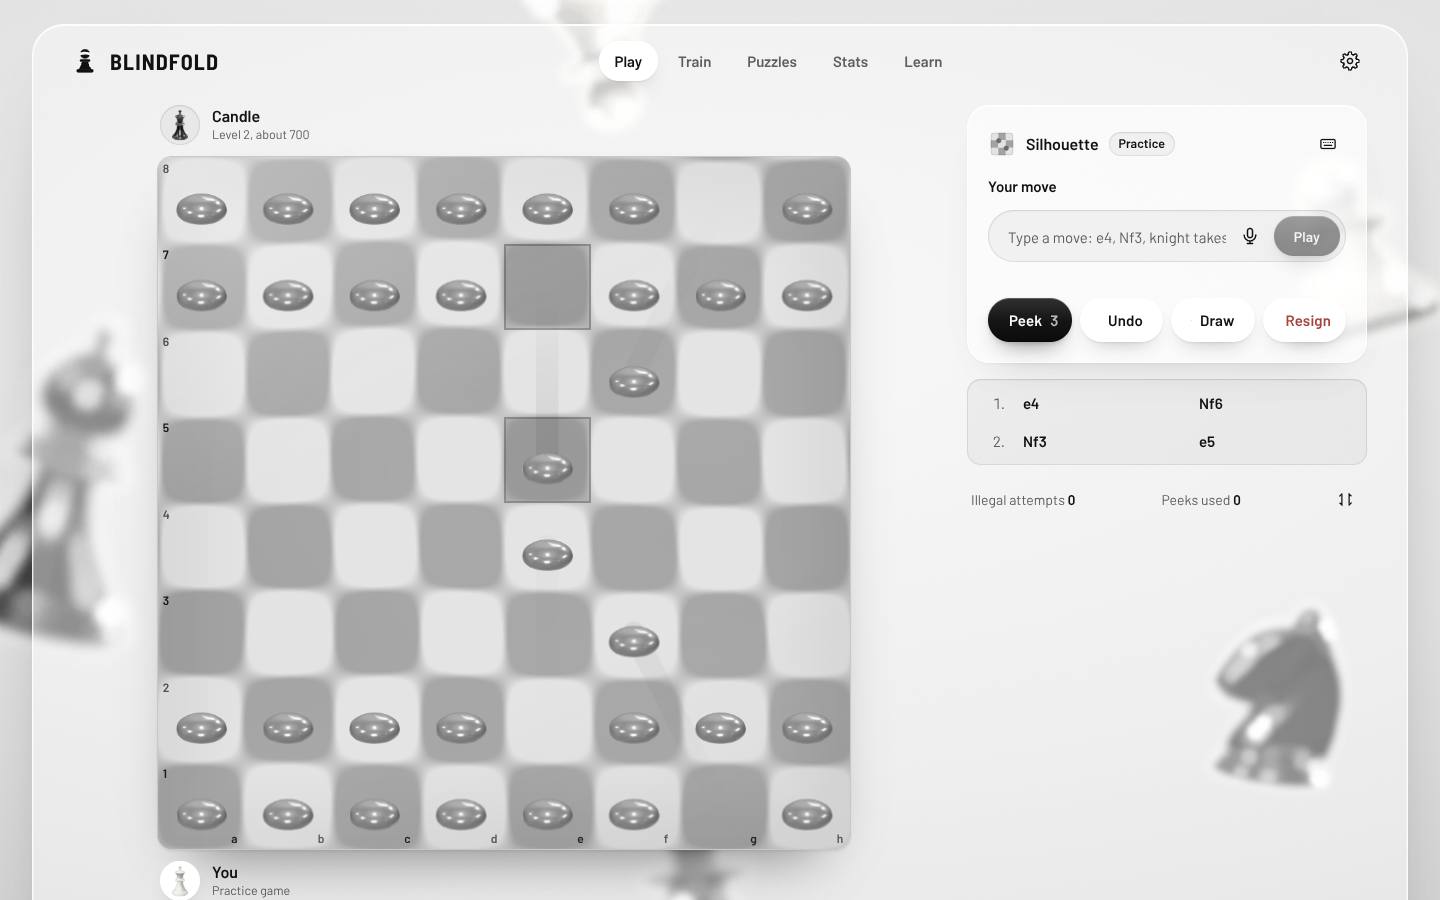 BLINDFOLD
Play Train Puzzles Stats Learn
Candle
Level 2, about 700
Silhouette Practice
Your move
Type a move: e4, Nf3, knight takes
Play
Peek 3 Undo Draw Resign
1. e4 Nf6
2. Nf3 e5
Illegal attempts 0 Peeks used 0
8
7
6
5
4
3
2
1
a b c d e f g h
You
Practice game